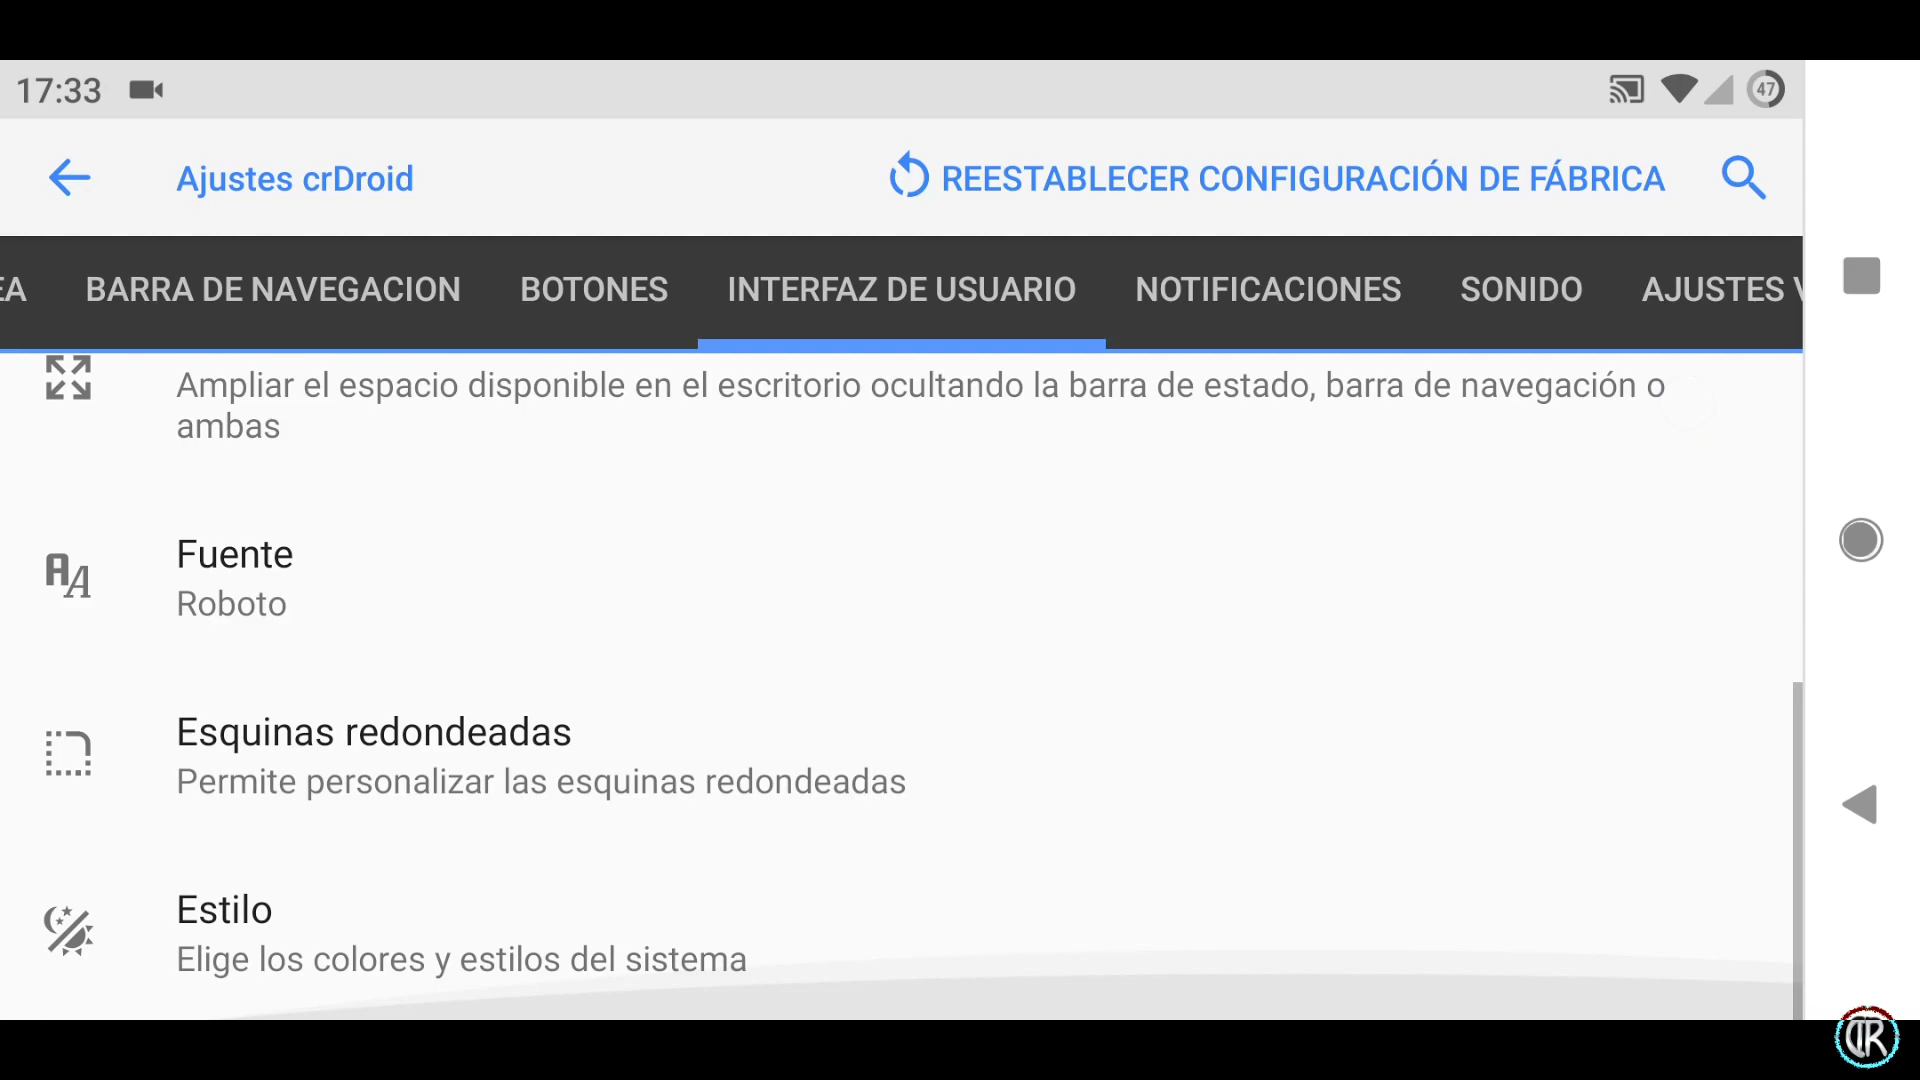 17:33
47
Ajustes crDroid
REESTABLECER CONFIGURACIÓN DE FÁBRICA
EA BARRA DE NAVEGACION BOTONES INTERFAZ DE USUARIO NOTIFICACIONES SONIDO AJUSTES V
Ampliar el espacio disponible en el escritorio ocultando la barra de estado, barra de navegación o
ambas
Fuente
Roboto
Esquinas redondeadas
Permite personalizar las esquinas redondeadas
Estilo
Elige los colores y estilos del sistema